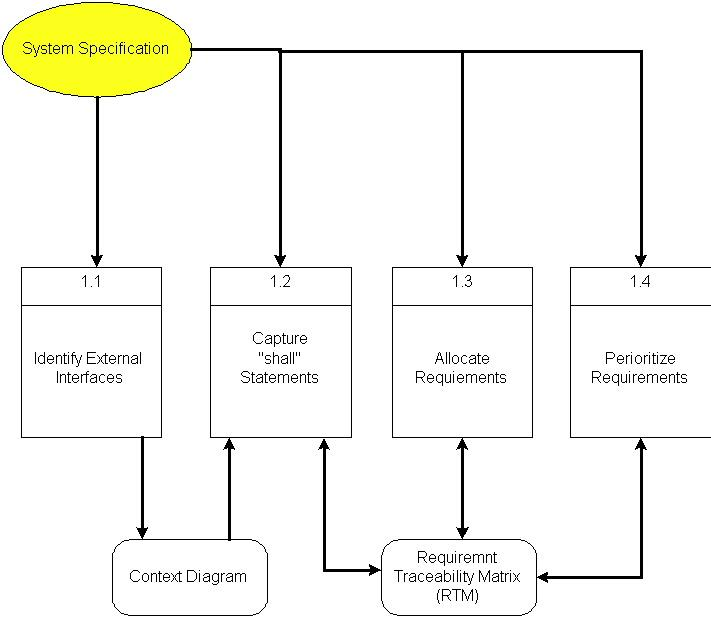 System Specification
1.1
1.2
1.3
1.4
Identify External
Interfaces
Capture
"shall"
Statements
Allocate
Requiements
Perioritize
Requirements
Context Diagram
Requiremnt
Traceability Matrix
(RTM)